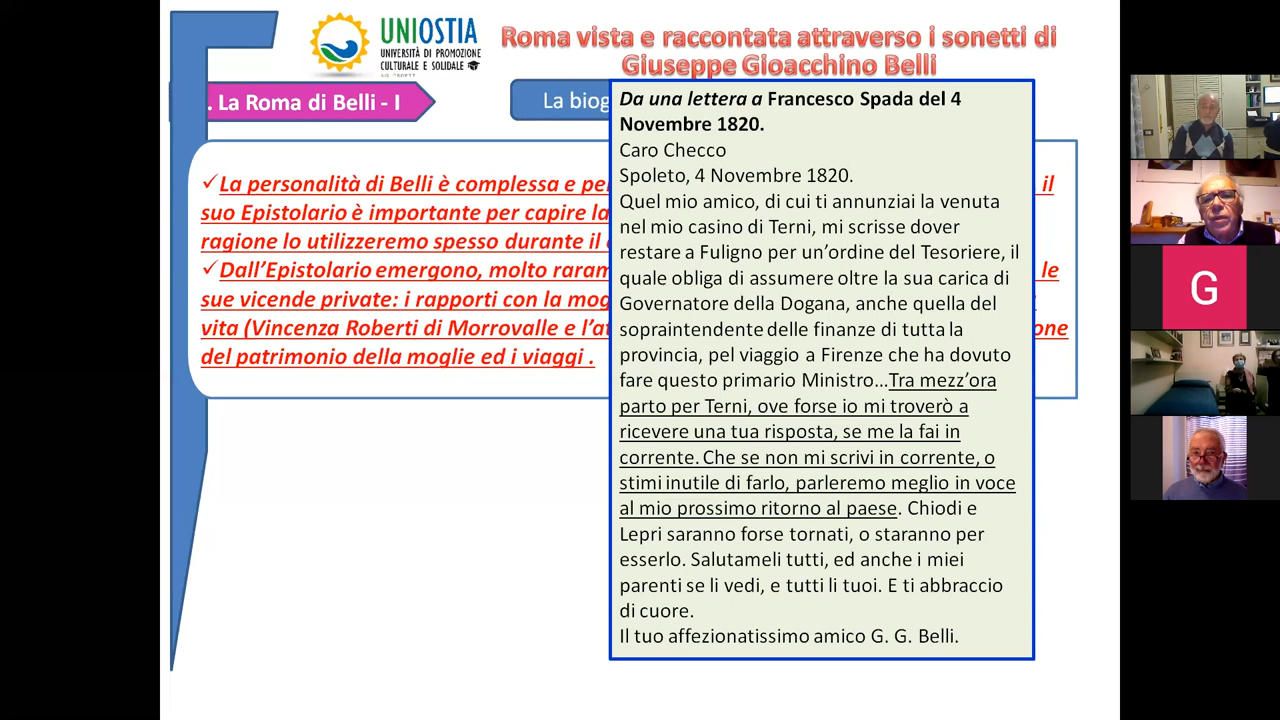 UNIOSTIA
UNIVERSITÀ DI PROMOZIONE
CULTURALE E SOLIDALE
Roma vista e raccontata attraverso i sonetti di
Giuseppe Gioacchino Belli
. La Roma di Belli - I
La biog
✓La personalità di Belli è complessa e pe il
suo Epistolario è importante per capire la
ragione lo utilizzeremo spesso durante il
✓Dall’Epistolario emergono, molto raram le
sue vicende private: i rapporti con la mog
vita (Vincenza Roberti di Morrovalle e l’at one
del patrimonio della moglie ed i viaggi .
Da una lettera a Francesco Spada del 4
Novembre 1820.
Caro Checco
Spoleto, 4 Novembre 1820.
Quel mio amico, di cui ti annunziai la venuta
nel mio casino di Terni, mi scrisse dover
restare a Fuligno per un’ordine del Tesoriere, il
quale obliga di assumere oltre la sua carica di
Governatore della Dogana, anche quella del
sopraintendente delle finanze di tutta la
provincia, pel viaggio a Firenze che ha dovuto
fare questo primario Ministro…Tra mezz’ora
parto per Terni, ove forse io mi troverò a
ricevere una tua risposta, se me la fai in
corrente. Che se non mi scrivi in corrente, o
stimi inutile di farlo, parleremo meglio in voce
al mio prossimo ritorno al paese. Chiodi e
Lepri saranno forse tornati, o staranno per
esserlo. Salutameli tutti, ed anche i miei
parenti se li vedi, e tutti li tuoi. E ti abbraccio
di cuore.
Il tuo affezionatissimo amico G. G. Belli.
G